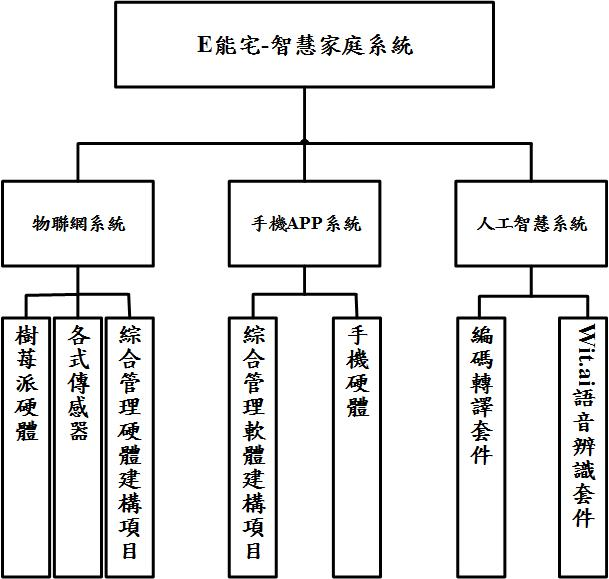 E能宅-智慧家庭系統
物聯網系統
手機APP系統
人工智慧系統
樹莓派硬體
各式傳感器
綜合管理硬體建構項目
綜合管理軟體建構項目
手機硬體
編碼轉譯套件
Wit.ai語音辨識套件